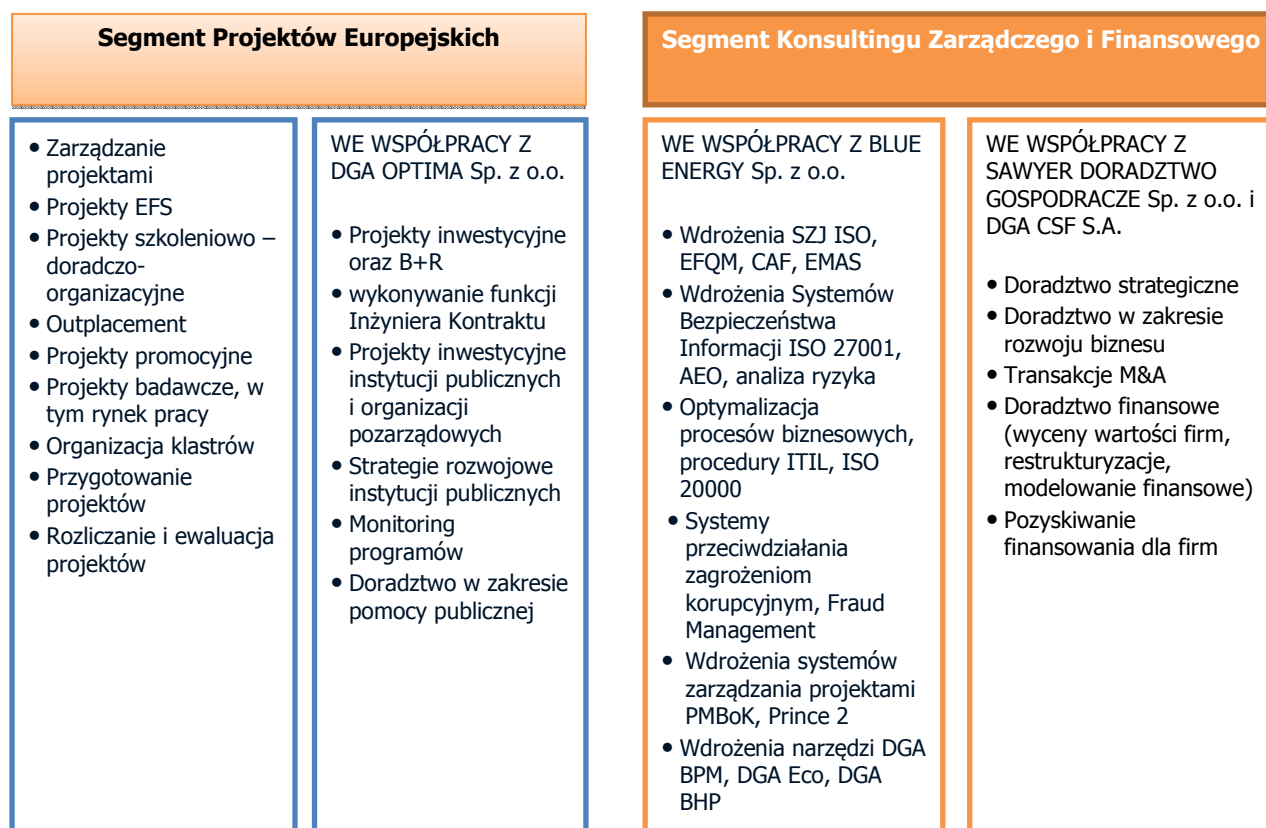 Segment Projektów Europejskich
• Zarządzanie
projektami
• Projekty EFS
• Projekty szkoleniowo –
doradczo-
organizacyjne
• Outplacement
• Projekty promocyjne
• Projekty badawcze, w
tym rynek pracy
• Organizacja klastrów
• Przygotowanie
projektów
• Rozliczanie i ewaluacja
projektów
WE WSPÓŁPRACY Z
DGA OPTIMA Sp. z o.o.
• Projekty inwestycyjne
oraz B+R
• wykonywanie funkcji
Inżyniera Kontraktu
• Projekty inwestycyjne
instytucji publicznych
i organizacji
pozarządowych
• Strategie rozwojowe
instytucji publicznych
• Monitoring
programów
• Doradztwo w zakresie
pomocy publicznej
Segment Konsultingu Zarządczego i Finansowego
WE WSPÓŁPRACY Z BLUE
ENERGY Sp. z o.o.
• Wdrożenia SZJ ISO,
EFQM, CAF, EMAS
• Wdrożenia Systemów
Bezpieczeństwa
Informacji ISO 27001,
AEO, analiza ryzyka
• Optymalizacja
procesów biznesowych,
procedury ITIL, ISO
20000
• Systemy
przeciwdziałania
zagrożeniom
korupcyjnym, Fraud
Management
• Wdrożenia systemów
zarządzania projektami
PMBoK, Prince 2
• Wdrożenia narzędzi DGA
BPM, DGA Eco, DGA
BHP
WE WSPÓŁPRACY Z
SAWYER DORADZTWO
GOSPODRACZE Sp. z o.o. i
DGA CSF S.A.
• Doradztwo strategiczne
• Doradztwo w zakresie
rozwoju biznesu
• Transakcje M&A
• Doradztwo finansowe
(wyceny wartości firm,
restrukturyzacje,
modelowanie finansowe)
• Pozyskiwanie
finansowania dla firm